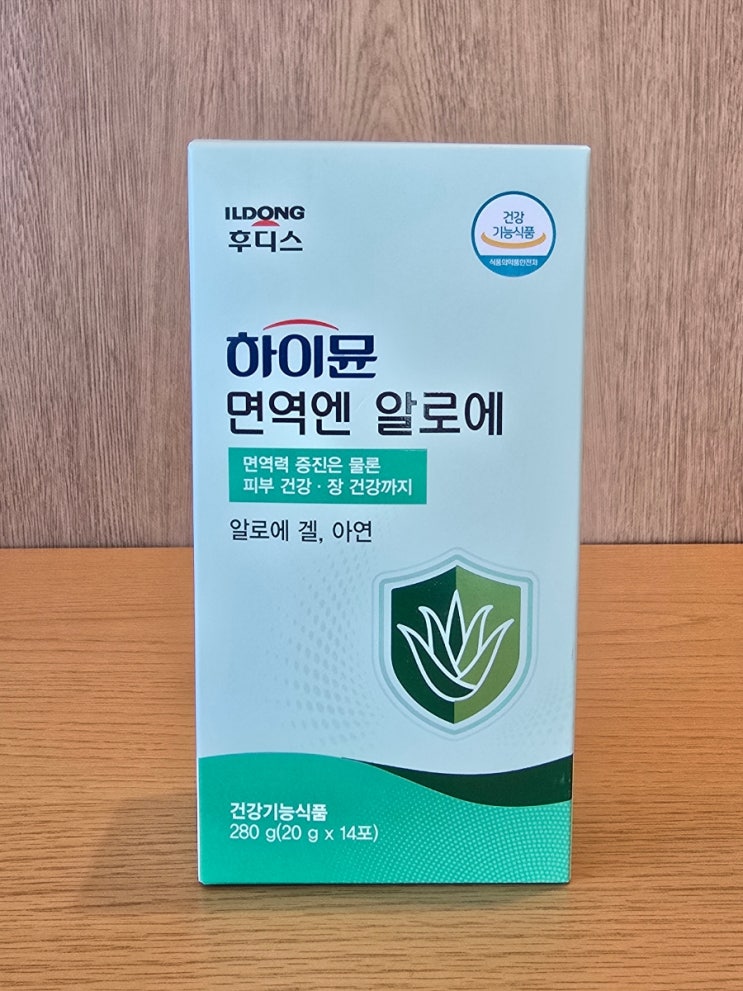 ILDONG
후디스
건강
기능식품
식품의약품안전처
하이뮨
면역엔 알로에
면역력 증진은 물론
피부 건강 · 장 건강까지
알로에 겔, 아연
건강기능식품
280 g(20 g x 14포)